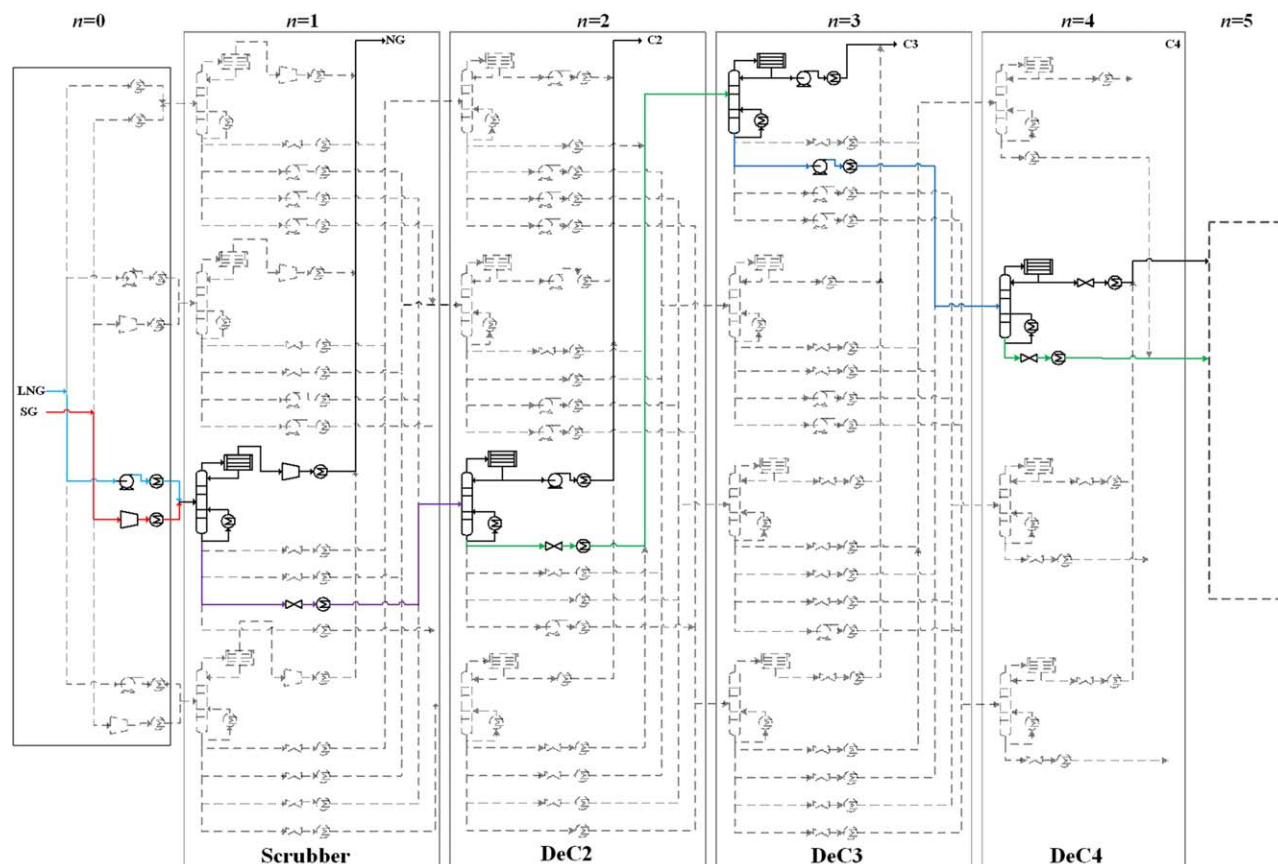 n=0
n=1
n=2
n=3
n=4
n=5
NG
C2
C3
C4
LNG
SG
Scrubber
DeC2
DeC3
DeC4